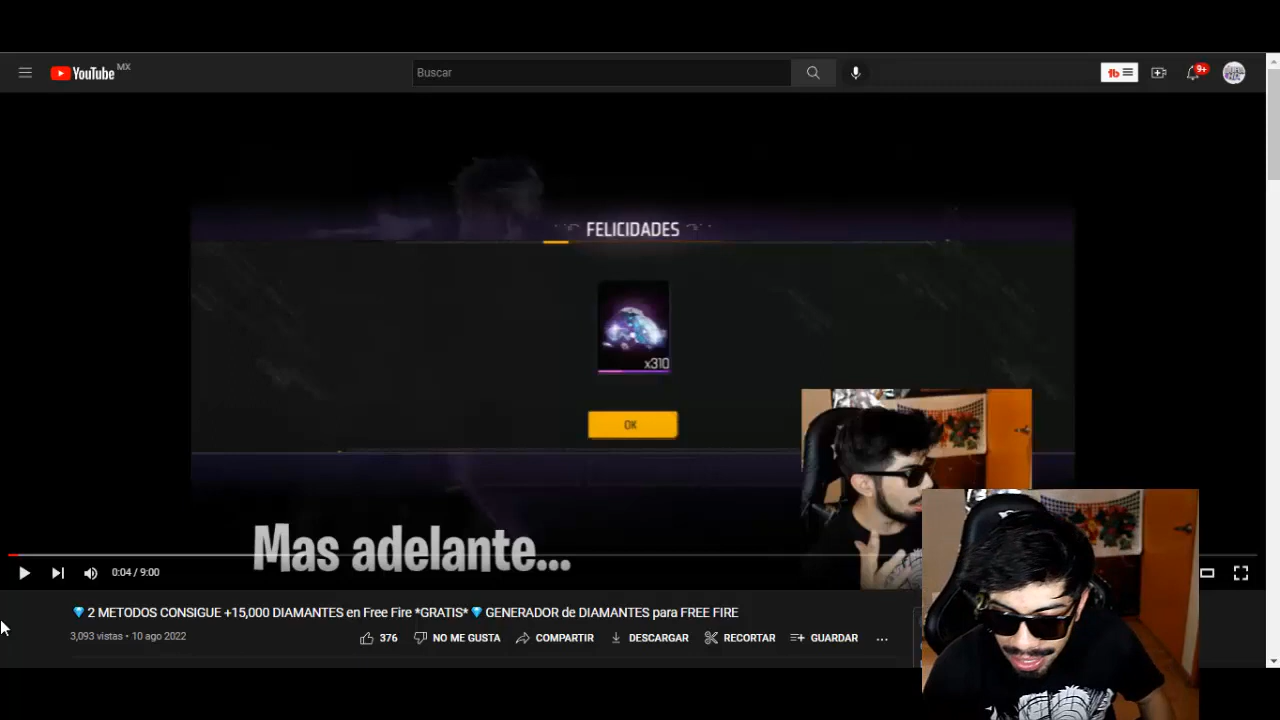 YouTube MX
Buscar
9+
FELICIDADES
x310
OK
Mas adelante...
0:04 / 9:00
2 METODOS CONSIGUE +15,000 DIAMANTES en Free Fire *GRATIS* GENERADOR de DIAMANTES para FREE FIRE
3,093 vistas • 10 ago 2022
376 NO ME GUSTA COMPARTIR DESCARGAR RECORTAR GUARDAR ...